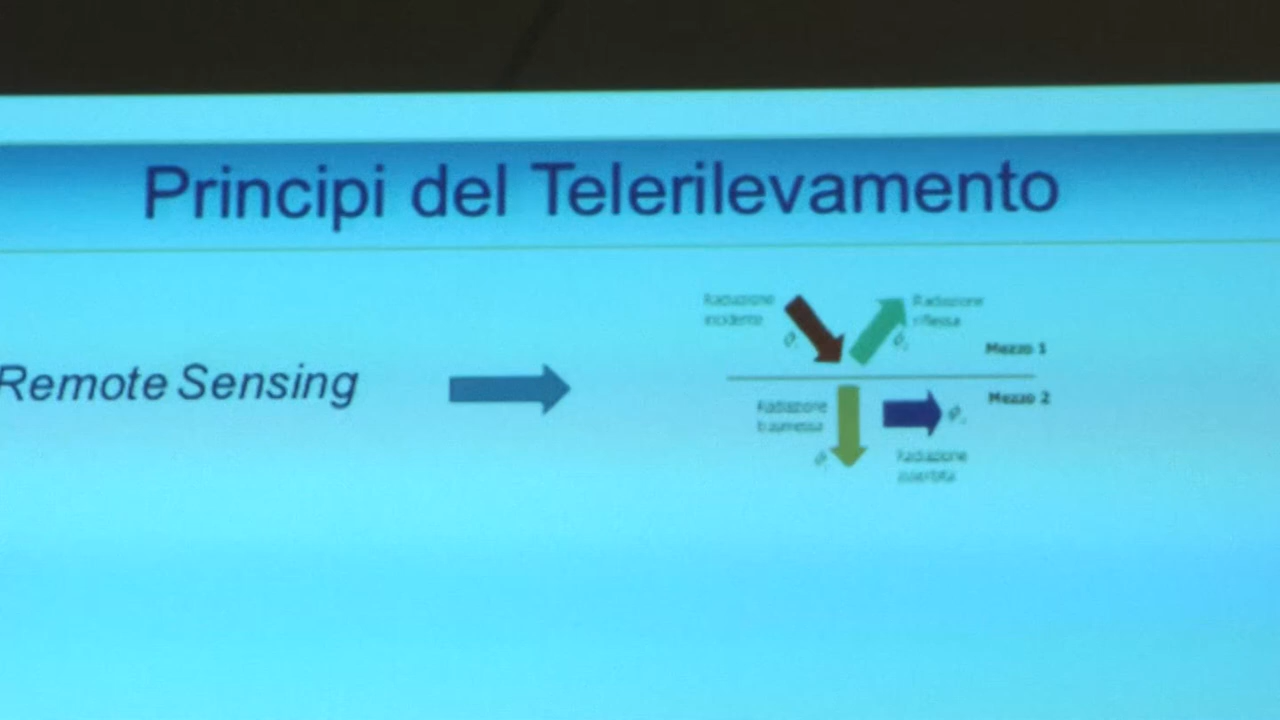 Principi del Telerilevamento
Remote Sensing
Radiazione
incidente
Radiazione
riflessa
Mezzo 1
Mezzo 2
Radiazione
trasmessa
Radiazione
assorbita